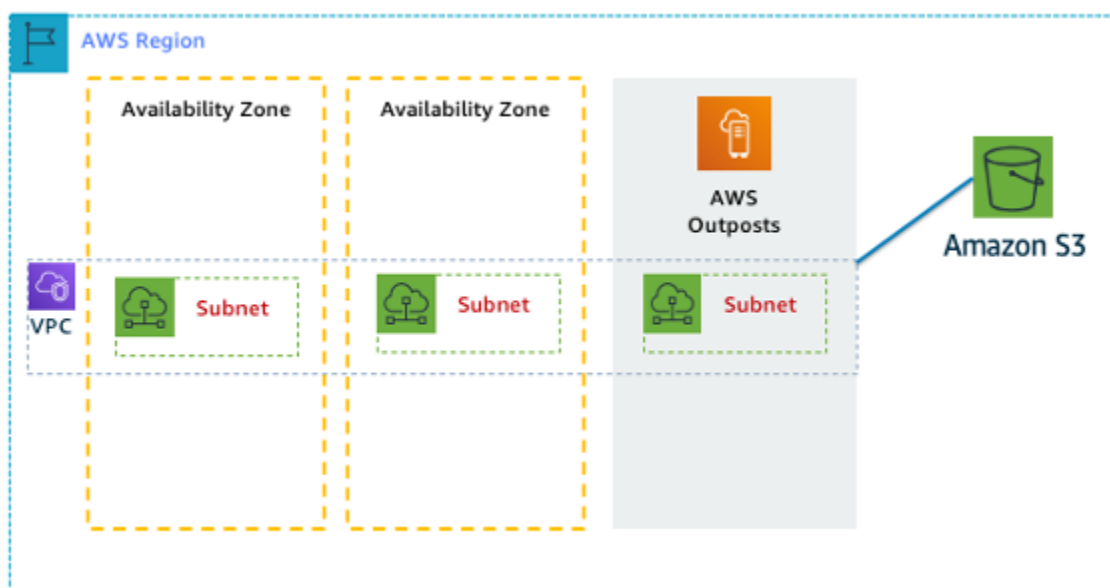 AWS Region
Availability Zone
Availability Zone
AWS
Outposts
Amazon S3
VPC
Subnet
Subnet
Subnet